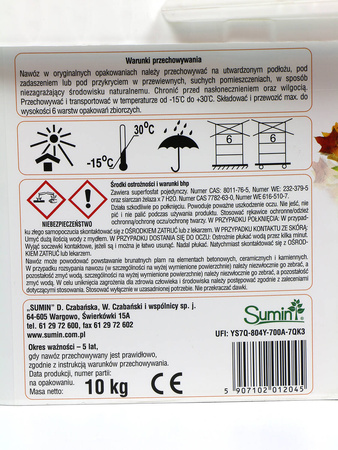 Warunki przechowywania
Nawóz w oryginalnych opakowaniach należy przechowywać na utwardzonym podłożu, pod
zadaszeniem lub pod przykryciem w przewiewnych, suchych pomieszczeniach, w sposób
niezagrażający środowisku naturalnemu. Chronić przed nasłonecznieniem oraz wilgocią.
Przechowywać i transportować w temperaturze od -15˚C do +30˚C. Składować i przewozić max. do
wysokości 6 warstw opakowań zbiorczych.
30°C
-15°C
6
6
Środki ostrożności i warunki bhp
Zawiera superfosfat pojedynczy. Numer CAS: 8011-76-5, Numer WE: 232-379-5
oraz siarczan żelaza x 7 H2O. Numer CAS 7782-63-0, Numer WE-616-510-7.
Działa szkodliwie po połknięciu. Powoduje poważne uszkodzenie oczu. Nie jeść, nie
pić i nie palić podczas używania produktu. Stosować rękawice ochronne/odzież
ochronną/ochronę oczu/ochronę twarzy. W PRZYPADKU POŁKNIĘCIA: W przypad-
NIEBEZPIECZEŃSTWO
ku złego samopoczucia skontaktować się z OŚRODKIEM ZATRUĆ lub z lekarzem. W PRZYPADKU KONTAKTU ZE SKÓRĄ:
Umyć dużą ilością wody z mydłem. W PRZYPADKU DOSTANIA SIĘ DO OCZU: Ostrożnie płukać wodą przez kilka minut.
Wyjąć soczewki kontaktowe, jeżeli są i można je łatwo usunąć. Nadal płukać. Natychmiast skontaktować się z OŚROD-
KIEM ZATRUĆ lub z lekarzem.
Nawóz może powodować powstanie brunatnych plam na elementach betonowych, ceramicznych i kamiennych.
W przypadku rozsypania nawozu (w szczególności na wyżej wymienione powierzchnie) należy niezwłocznie go zebrać,
a pozostałość zmyć wodą. szczególności na wyżej wymienione powierzchnie) należy niezwłocznie go zebrać, a pozostałość
zmyć wodą. W celu uniknięcia zagrożenia dla zdrowia człowieka i środowiska należy postępować zgodnie z zaleceniami
dotyczącymi stosowania. Stosować wyłącznie w uzasadnionej potrzebie. Nie należy przekraczać zalecanych dawek.
„SUMIN" D. Czabańska, W. Czabański i wspólnicy sp. j.
64-605 Wargowo, Świerkówki 15A
tel. 61 29 72 600, fax 61 29 72 602
www.sumin.com.pl
Sumin
UFI: YS7Q-804Y-700A-7QK3
Okres ważności - 5 lat,
gdy nawóz przechowywany jest prawidłowo,
zgodnie z instrukcją warunków przechowywania.
Data produkcji, numer partii:
na opakowaniu.
Masa netto: 10 kg
CE
5 907102 012045